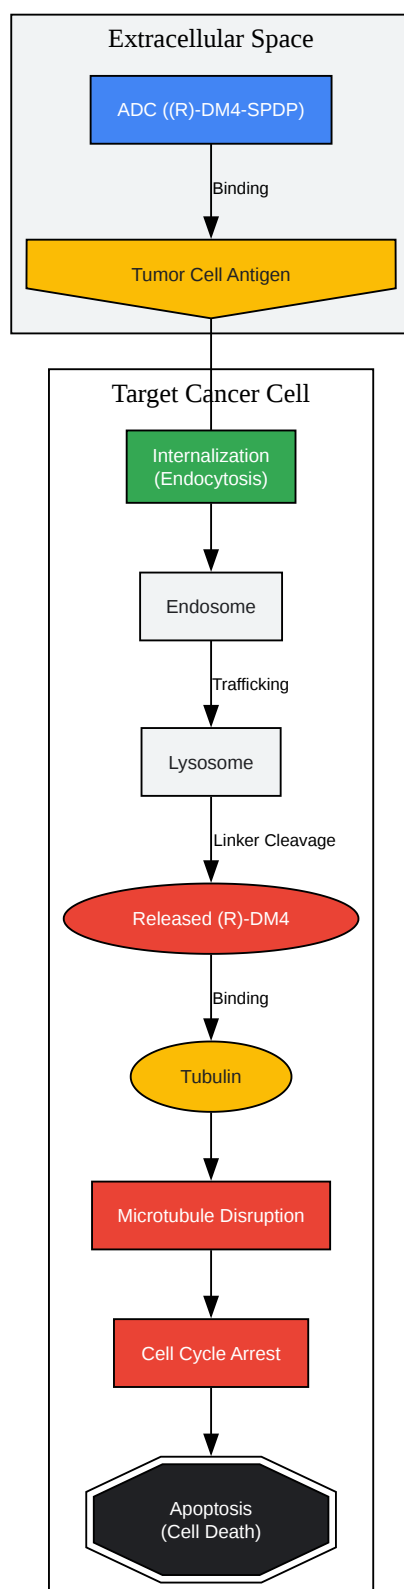 Extracellular Space
ADC ((R)-DM4-SPDP)
Binding
Tumor Cell Antigen
Target Cancer Cell
Internalization
(Endocytosis)
Endosome
Trafficking
Lysosome
Linker Cleavage
Released (R)-DM4
Binding
Tubulin
Microtubule Disruption
Cell Cycle Arrest
Apoptosis
(Cell Death)